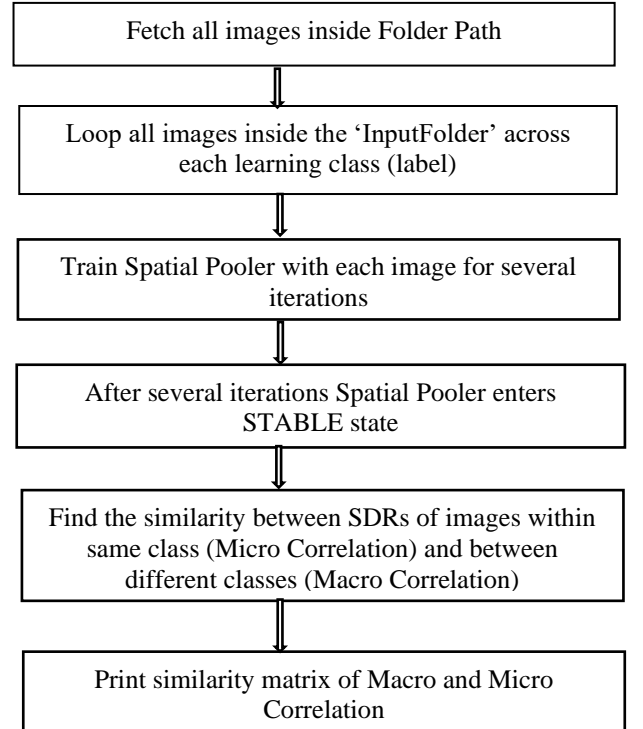 Fetch all images inside Folder Path
Loop all images inside the ‘InputFolder’ across
each learning class (label)
Train Spatial Pooler with each image for several
iterations
After several iterations Spatial Pooler enters
STABLE state
Find the similarity between SDRs of images within
same class (Micro Correlation) and between
different classes (Macro Correlation)
Print similarity matrix of Macro and Micro
Correlation